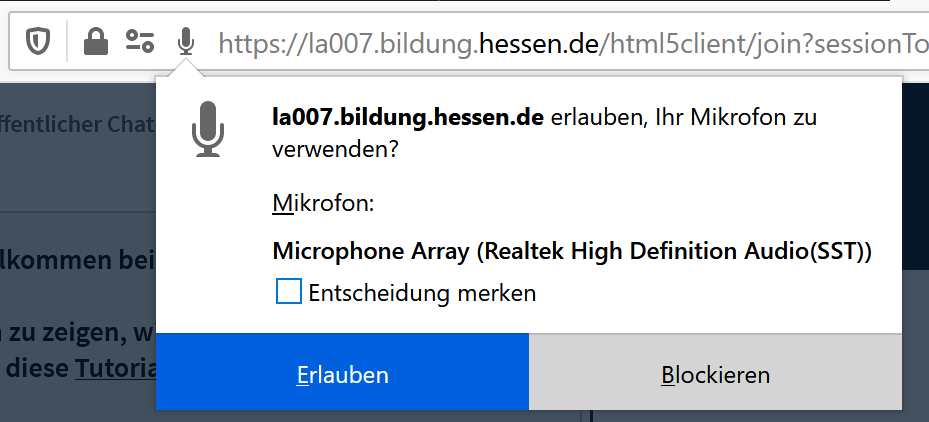 https://la007.bildung.hessen.de/html5client/join?sessionTo
ffentlicher Chat
la007.bildung.hessen.de erlauben, Ihr Mikrofon zu
verwenden?
Mikrofon:
Microphone Array (Realtek High Definition Audio(SST))
Entscheidung merken
lkommen bei
zu zeigen, w
diese Tutoria
Erlauben
Blockieren